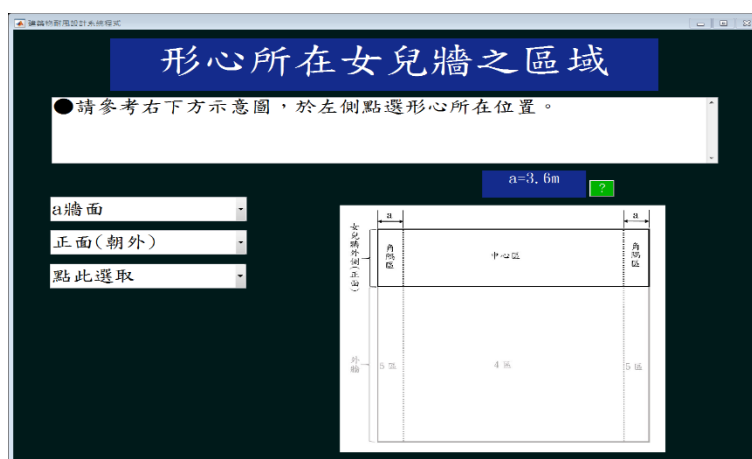 建築物耐風設計系統程式
形心所在女兒牆之區域
●請參考右下方示意圖，於左側點選形心所在位置。
a=3.6m
?
a牆面
正面(朝外)
點此選取
a
a
女兒牆外側(正面)
角隅區
中心區
角隅區
外牆
5 區
4 區
5 區